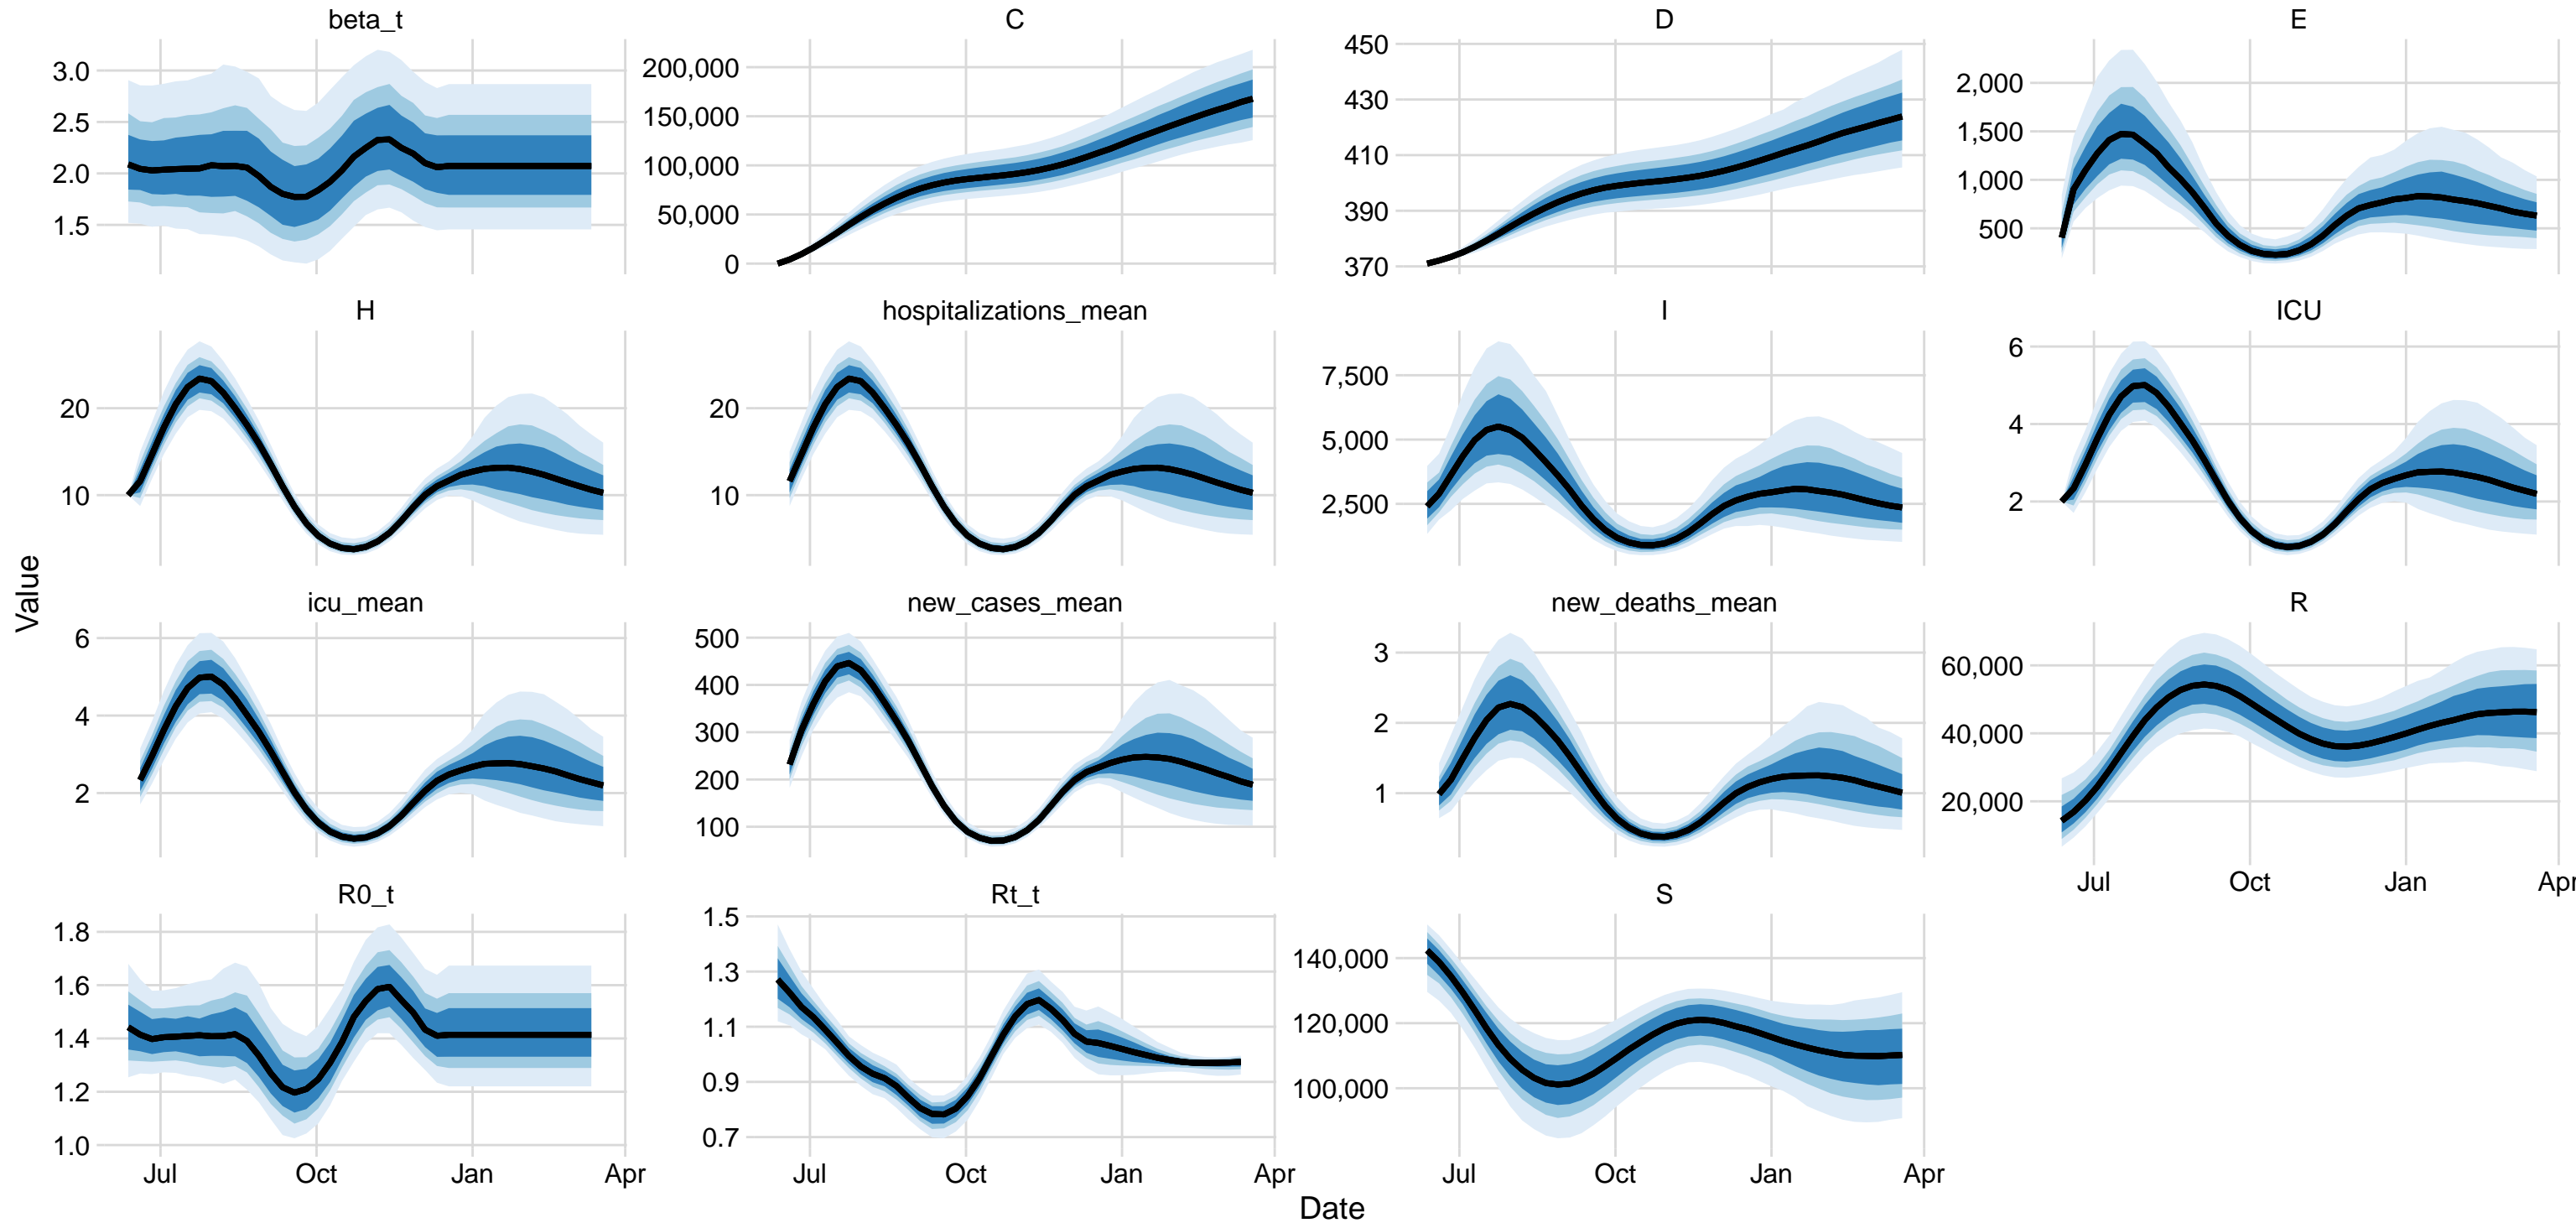 beta_t
C
D
E
3.0
2.5
2.0
1.5
200,000
150,000
100,000
50,000
0
450
430
410
390
370
2,000
1,500
1,000
500
H
hospitalizations_mean
I
ICU
20
10
20
10
7,500
5,000
2,500
6
4
2
Value
icu_mean
new_cases_mean
new_deaths_mean
R
6
4
2
500
400
300
200
100
3
2
1
60,000
40,000
20,000
Jul Oct Jan Apr
R0_t
Rt_t
S
1.8
1.6
1.4
1.2
1.0
1.5
1.3
1.1
0.9
0.7
140,000
120,000
100,000
Jul Oct Jan Apr
Jul Oct Jan Apr
Jul Oct Jan Apr
Date